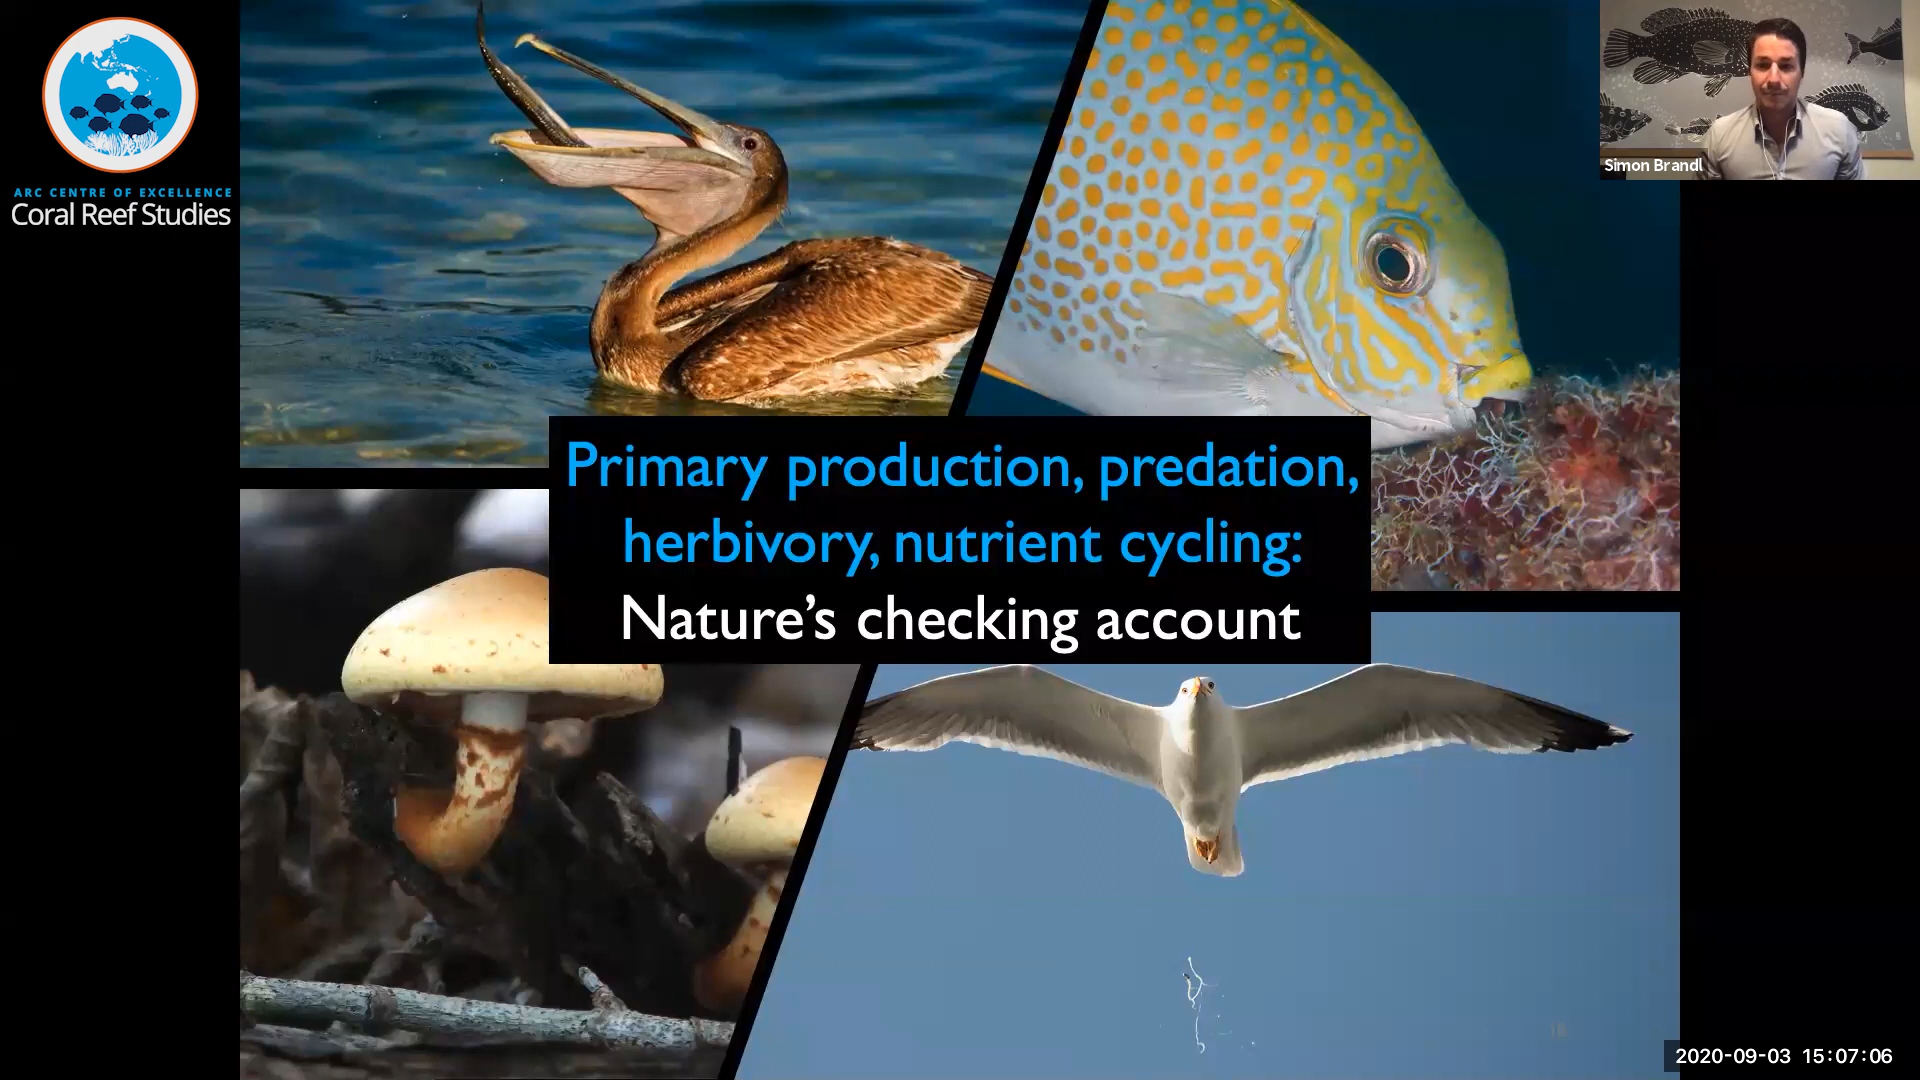 ARC CENTRE OF EXCELLENCE
Coral Reef Studies
Simon Brandl
Primary production, predation,
herbivory, nutrient cycling:
Nature’s checking account
2020-09-03 15:07:06